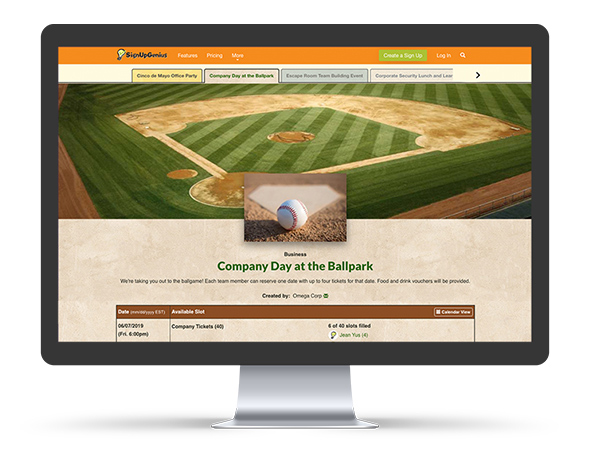 SignUpGenius Features Pricing More Create a Sign Up Log In
Cinco de Mayo Office Party Company Day at the Ballpark Escape Room Team Building Event Corporate Security Lunch and Lear
Business
Company Day at the Ballpark
We're taking you out to the ballgame! Each team member can reserve one date with up to four tickets for that date. Food and drink vouchers will be provided.
Created by: Omega Corp
Date (mm/dd/yyyy EST) Available Slot Calendar View
06/07/2019 Company Tickets (40) 6 of 40 slots filled
(Fri. 6:00pm) Jean Yus (4)